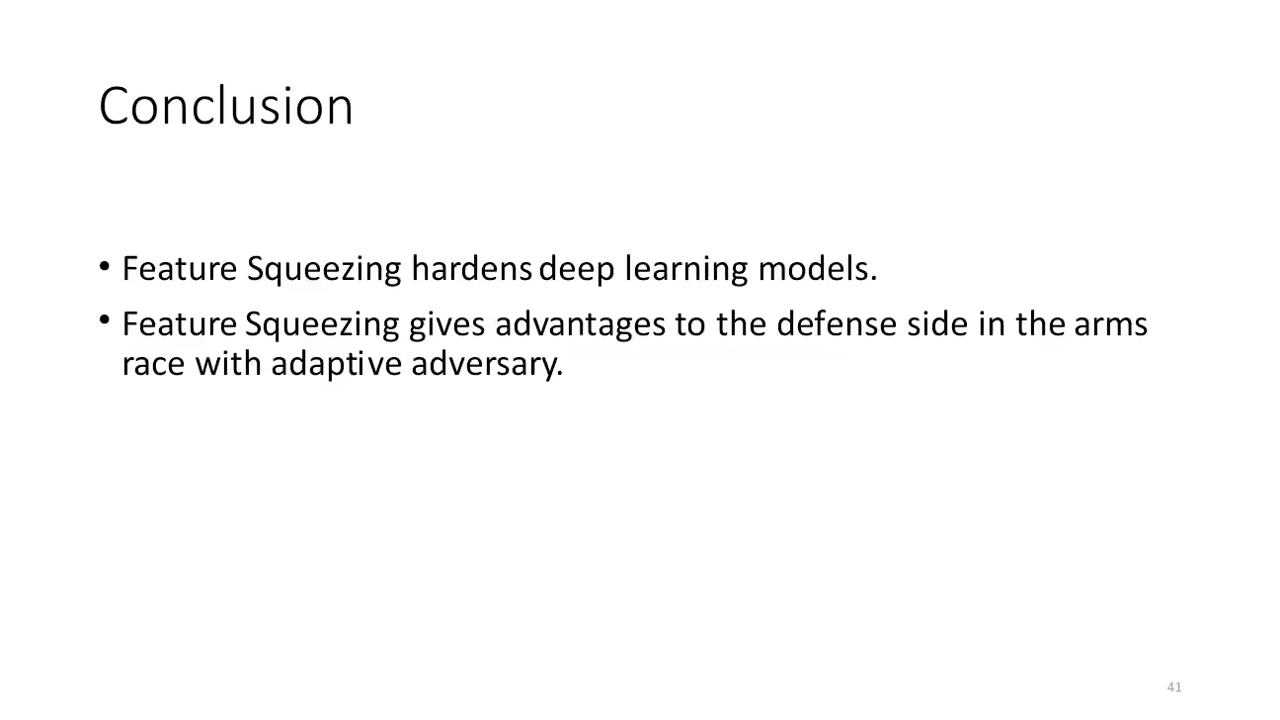 Conclusion
• Feature Squeezing hardens deep learning models.
• Feature Squeezing gives advantages to the defense side in the arms
race with adaptive adversary.
41